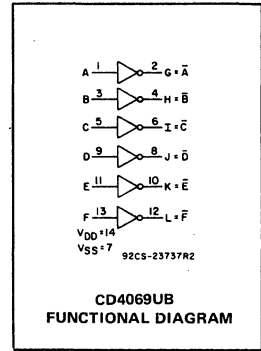 A 1 2 G = A̅
B 3 4 H = B̅
C 5 6 I = C̅
D 9 8 J = D̅
E 11 10 K = E̅
F 13 12 L = F̅
VDD = 14
VSS = 7
92CS-23737R2
CD4069UB
FUNCTIONAL DIAGRAM